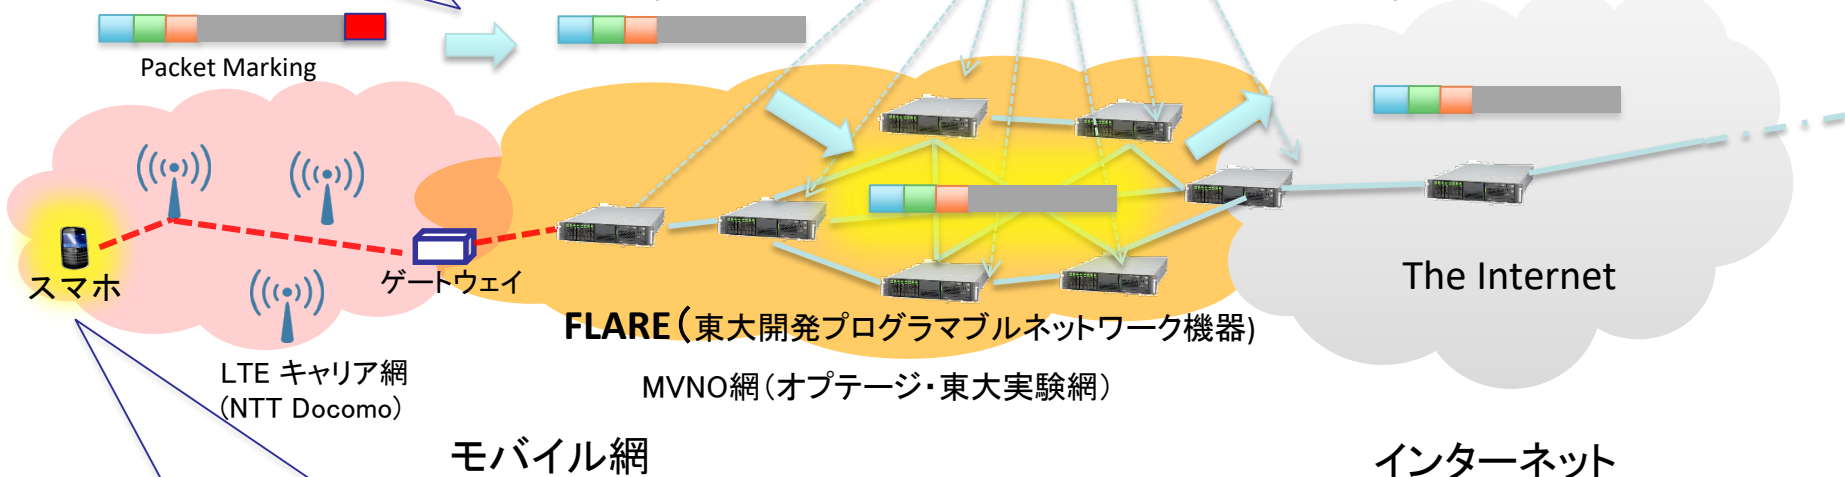 Packet Marking
スマホ
ゲートウェイ
The Internet
FLARE(東大開発プログラマブルネットワーク機器)
LTE キャリア網
(NTT Docomo)
MVNO網(オプテージ・東大実験網)
モバイル網
インターネット